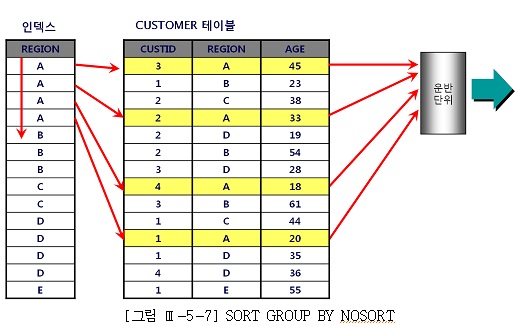 인덱스
REGION
A
A
A
A
B
B
B
C
C
D
D
D
D
E
CUSTOMER 테이블
CUSTID REGION AGE
3 A 45
1 B 23
2 C 38
2 A 33
2 D 19
2 B 54
3 D 28
4 A 18
3 B 61
1 C 44
1 A 20
1 D 35
4 D 36
1 E 55
운반
단위
[그림 Ⅲ-5-7] SORT GROUP BY NOSORT